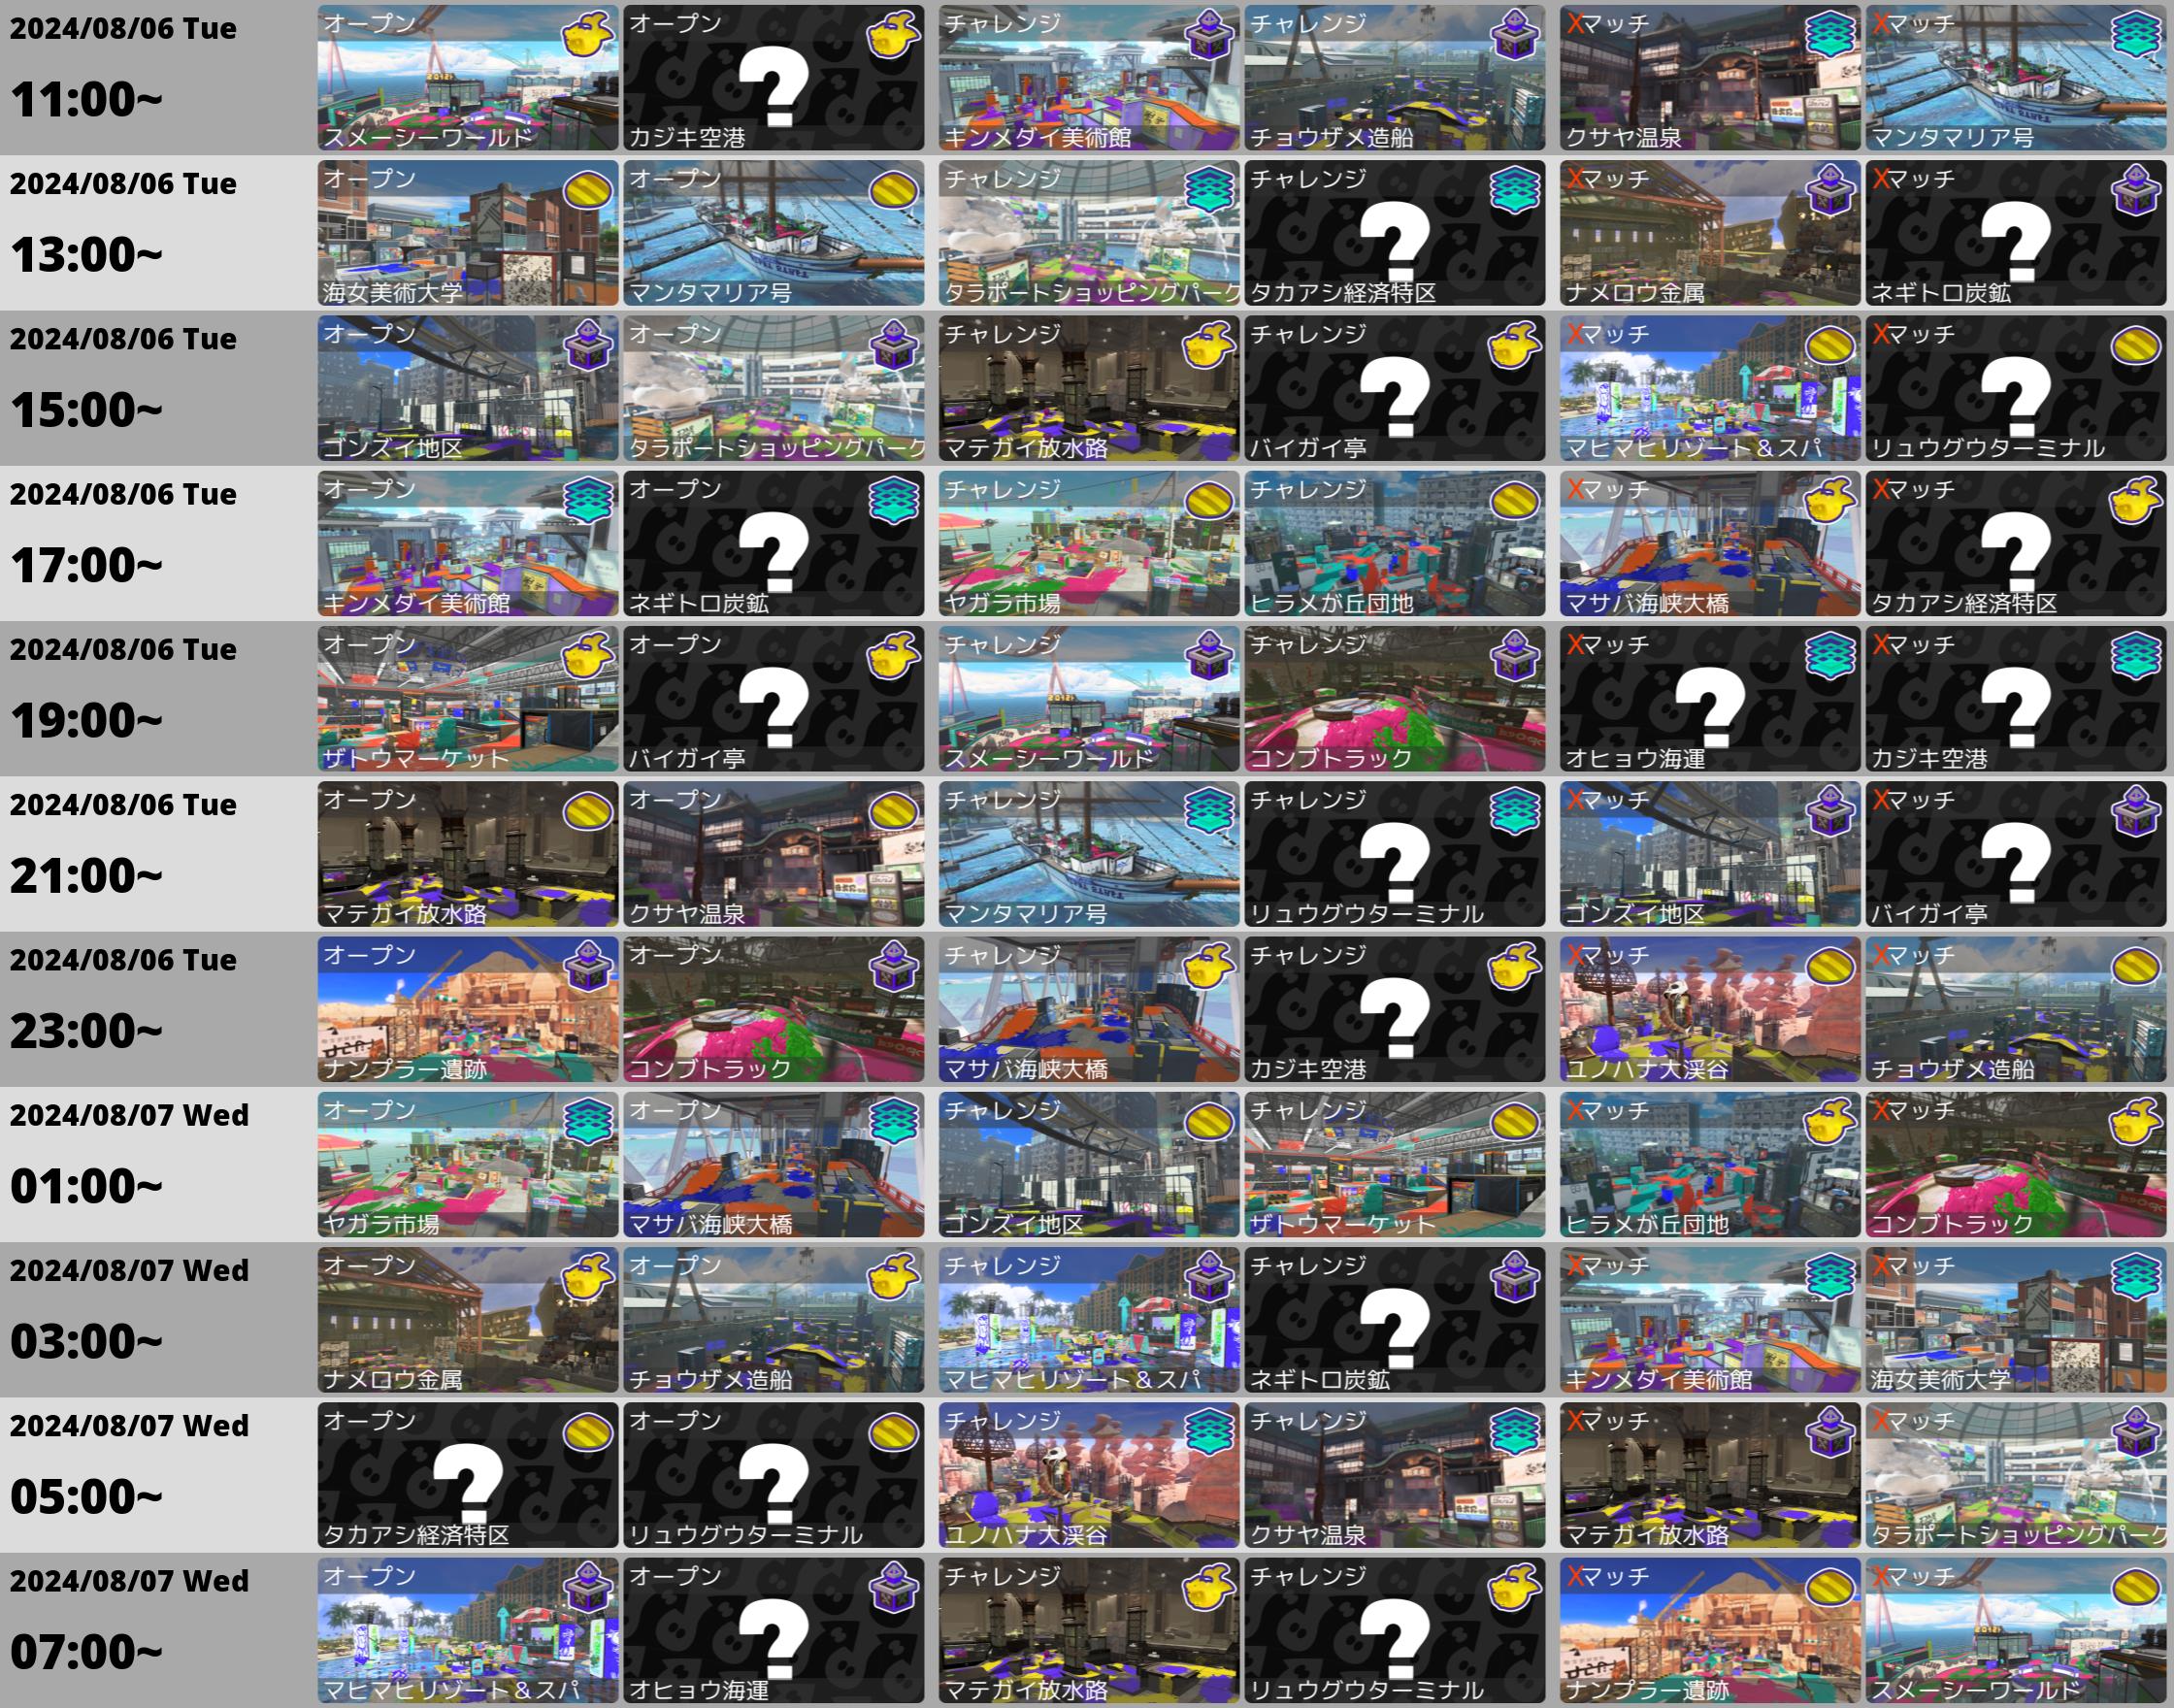 2024/08/06 Tue
11:00~
オープン
スメーシーワールド
オープン
カジキ空港
チャレンジ
キンメダイ美術館
チャレンジ
チョウザメ造船
Xマッチ
クサヤ温泉
Xマッチ
マンタマリア号
2024/08/06 Tue
13:00~
オープン
海女美術大学
オープン
マンタマリア号
チャレンジ
タラポートショッピングパーク
チャレンジ
タカアシ経済特区
Xマッチ
ナメロウ金属
Xマッチ
ネギトロ炭鉱
2024/08/06 Tue
15:00~
オープン
ゴンズイ地区
オープン
タラポートショッピングパーク
チャレンジ
マテガイ放水路
チャレンジ
バイガイ亭
Xマッチ
マヒマヒリゾート＆スパ
Xマッチ
リュウグウターミナル
2024/08/06 Tue
17:00~
オープン
キンメダイ美術館
オープン
ネギトロ炭鉱
チャレンジ
ヤガラ市場
チャレンジ
ヒラメが丘団地
Xマッチ
マサバ海峡大橋
Xマッチ
タカアシ経済特区
2024/08/06 Tue
19:00~
オープン
ザトウマーケット
オープン
バイガイ亭
チャレンジ
スメーシーワールド
チャレンジ
コンブトラック
Xマッチ
オヒョウ海運
Xマッチ
カジキ空港
2024/08/06 Tue
21:00~
オープン
マテガイ放水路
オープン
クサヤ温泉
チャレンジ
マンタマリア号
チャレンジ
リュウグウターミナル
Xマッチ
ゴンズイ地区
Xマッチ
バイガイ亭
2024/08/06 Tue
23:00~
オープン
ナンプラー遺跡
オープン
コンブトラック
チャレンジ
マサバ海峡大橋
チャレンジ
カジキ空港
Xマッチ
ユノハナ大渓谷
Xマッチ
チョウザメ造船
2024/08/07 Wed
01:00~
オープン
ヤガラ市場
オープン
マサバ海峡大橋
チャレンジ
ゴンズイ地区
チャレンジ
ザトウマーケット
Xマッチ
ヒラメが丘団地
Xマッチ
コンブトラック
2024/08/07 Wed
03:00~
オープン
ナメロウ金属
オープン
チョウザメ造船
チャレンジ
マヒマヒリゾート＆スパ
チャレンジ
ネギトロ炭鉱
Xマッチ
キンメダイ美術館
Xマッチ
海女美術大学
2024/08/07 Wed
05:00~
オープン
タカアシ経済特区
オープン
リュウグウターミナル
チャレンジ
ユノハナ大渓谷
チャレンジ
クサヤ温泉
Xマッチ
マテガイ放水路
Xマッチ
タラポートショッピングパーク
2024/08/07 Wed
07:00~
オープン
マヒマヒリゾート＆スパ
オープン
オヒョウ海運
チャレンジ
マテガイ放水路
チャレンジ
リュウグウターミナル
Xマッチ
ナンプラー遺跡
Xマッチ
スメーシーワールド